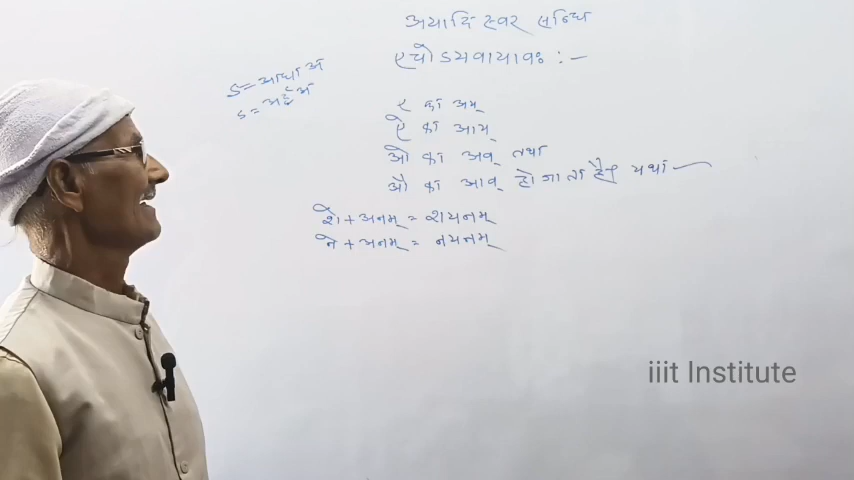 अयादि स्वर सन्धि
एचोऽयवायावः :-
ऽ = आधा अ
ऽ = अर्द्ध अ
ए का अय्
ऐ का आय्
ओ का अव् तथा
औ का आव् हो जाता है। यथा —
शे + अनम् = शयनम्
ने + अनम् = नयनम्
iiit Institute